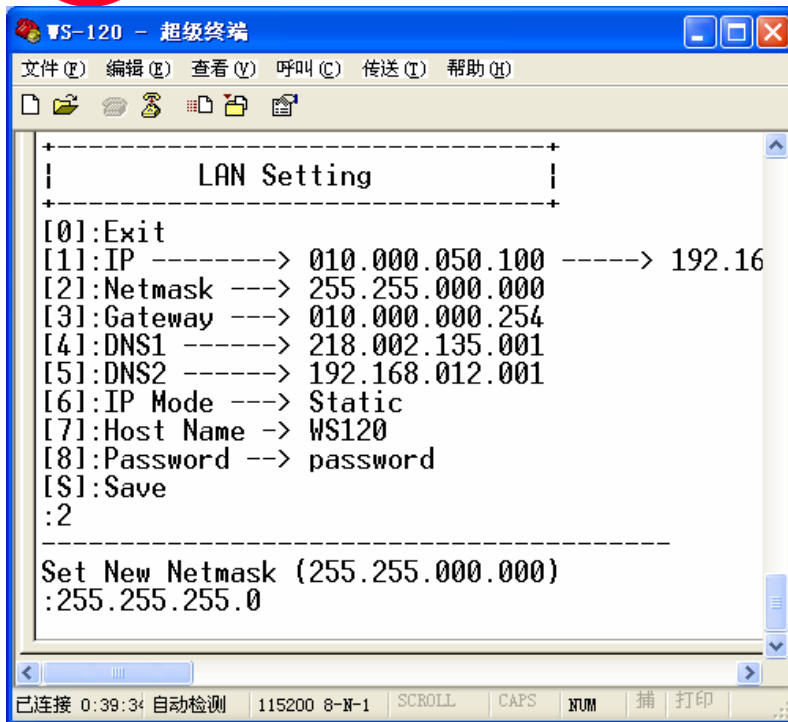 WS-120 - 超级终端
文件(F) 编辑(E) 查看(V) 呼叫(C) 传送(T) 帮助(H)
+--------------------------------+
| LAN Setting |
+--------------------------------+
[0]:Exit
[1]:IP --------> 010.000.050.100 -----> 192.16
[2]:Netmask ---> 255.255.000.000
[3]:Gateway ---> 010.000.000.254
[4]:DNS1 ------> 218.002.135.001
[5]:DNS2 ------> 192.168.012.001
[6]:IP Mode ---> Static
[7]:Host Name -> WS120
[8]:Password --> password
[S]:Save
:2
----------------------------------------
Set New Netmask (255.255.000.000)
:255.255.255.0
已连接 0:39:34 自动检测 115200 8-N-1 SCROLL CAPS NUM 捕 打印